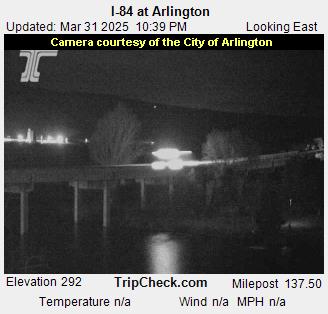 I-84 at Arlington
Updated: Mar 31 2025 10:39 PM Looking East
Camera courtesy of the City of Arlington
Elevation 292 TripCheck.com Milepost 137.50
Temperature n/a Wind n/a MPH n/a